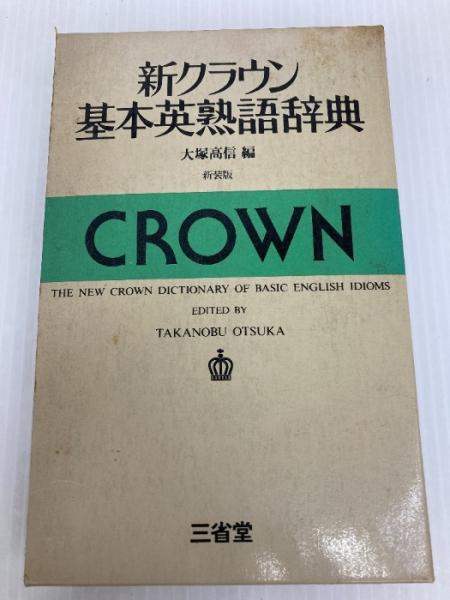 新クラウン
基本英熟語辞典
大塚高信 編
新装版
CROWN
THE NEW CROWN DICTIONARY OF BASIC ENGLISH IDIOMS
EDITED BY
TAKANOBU OTSUKA
三省堂